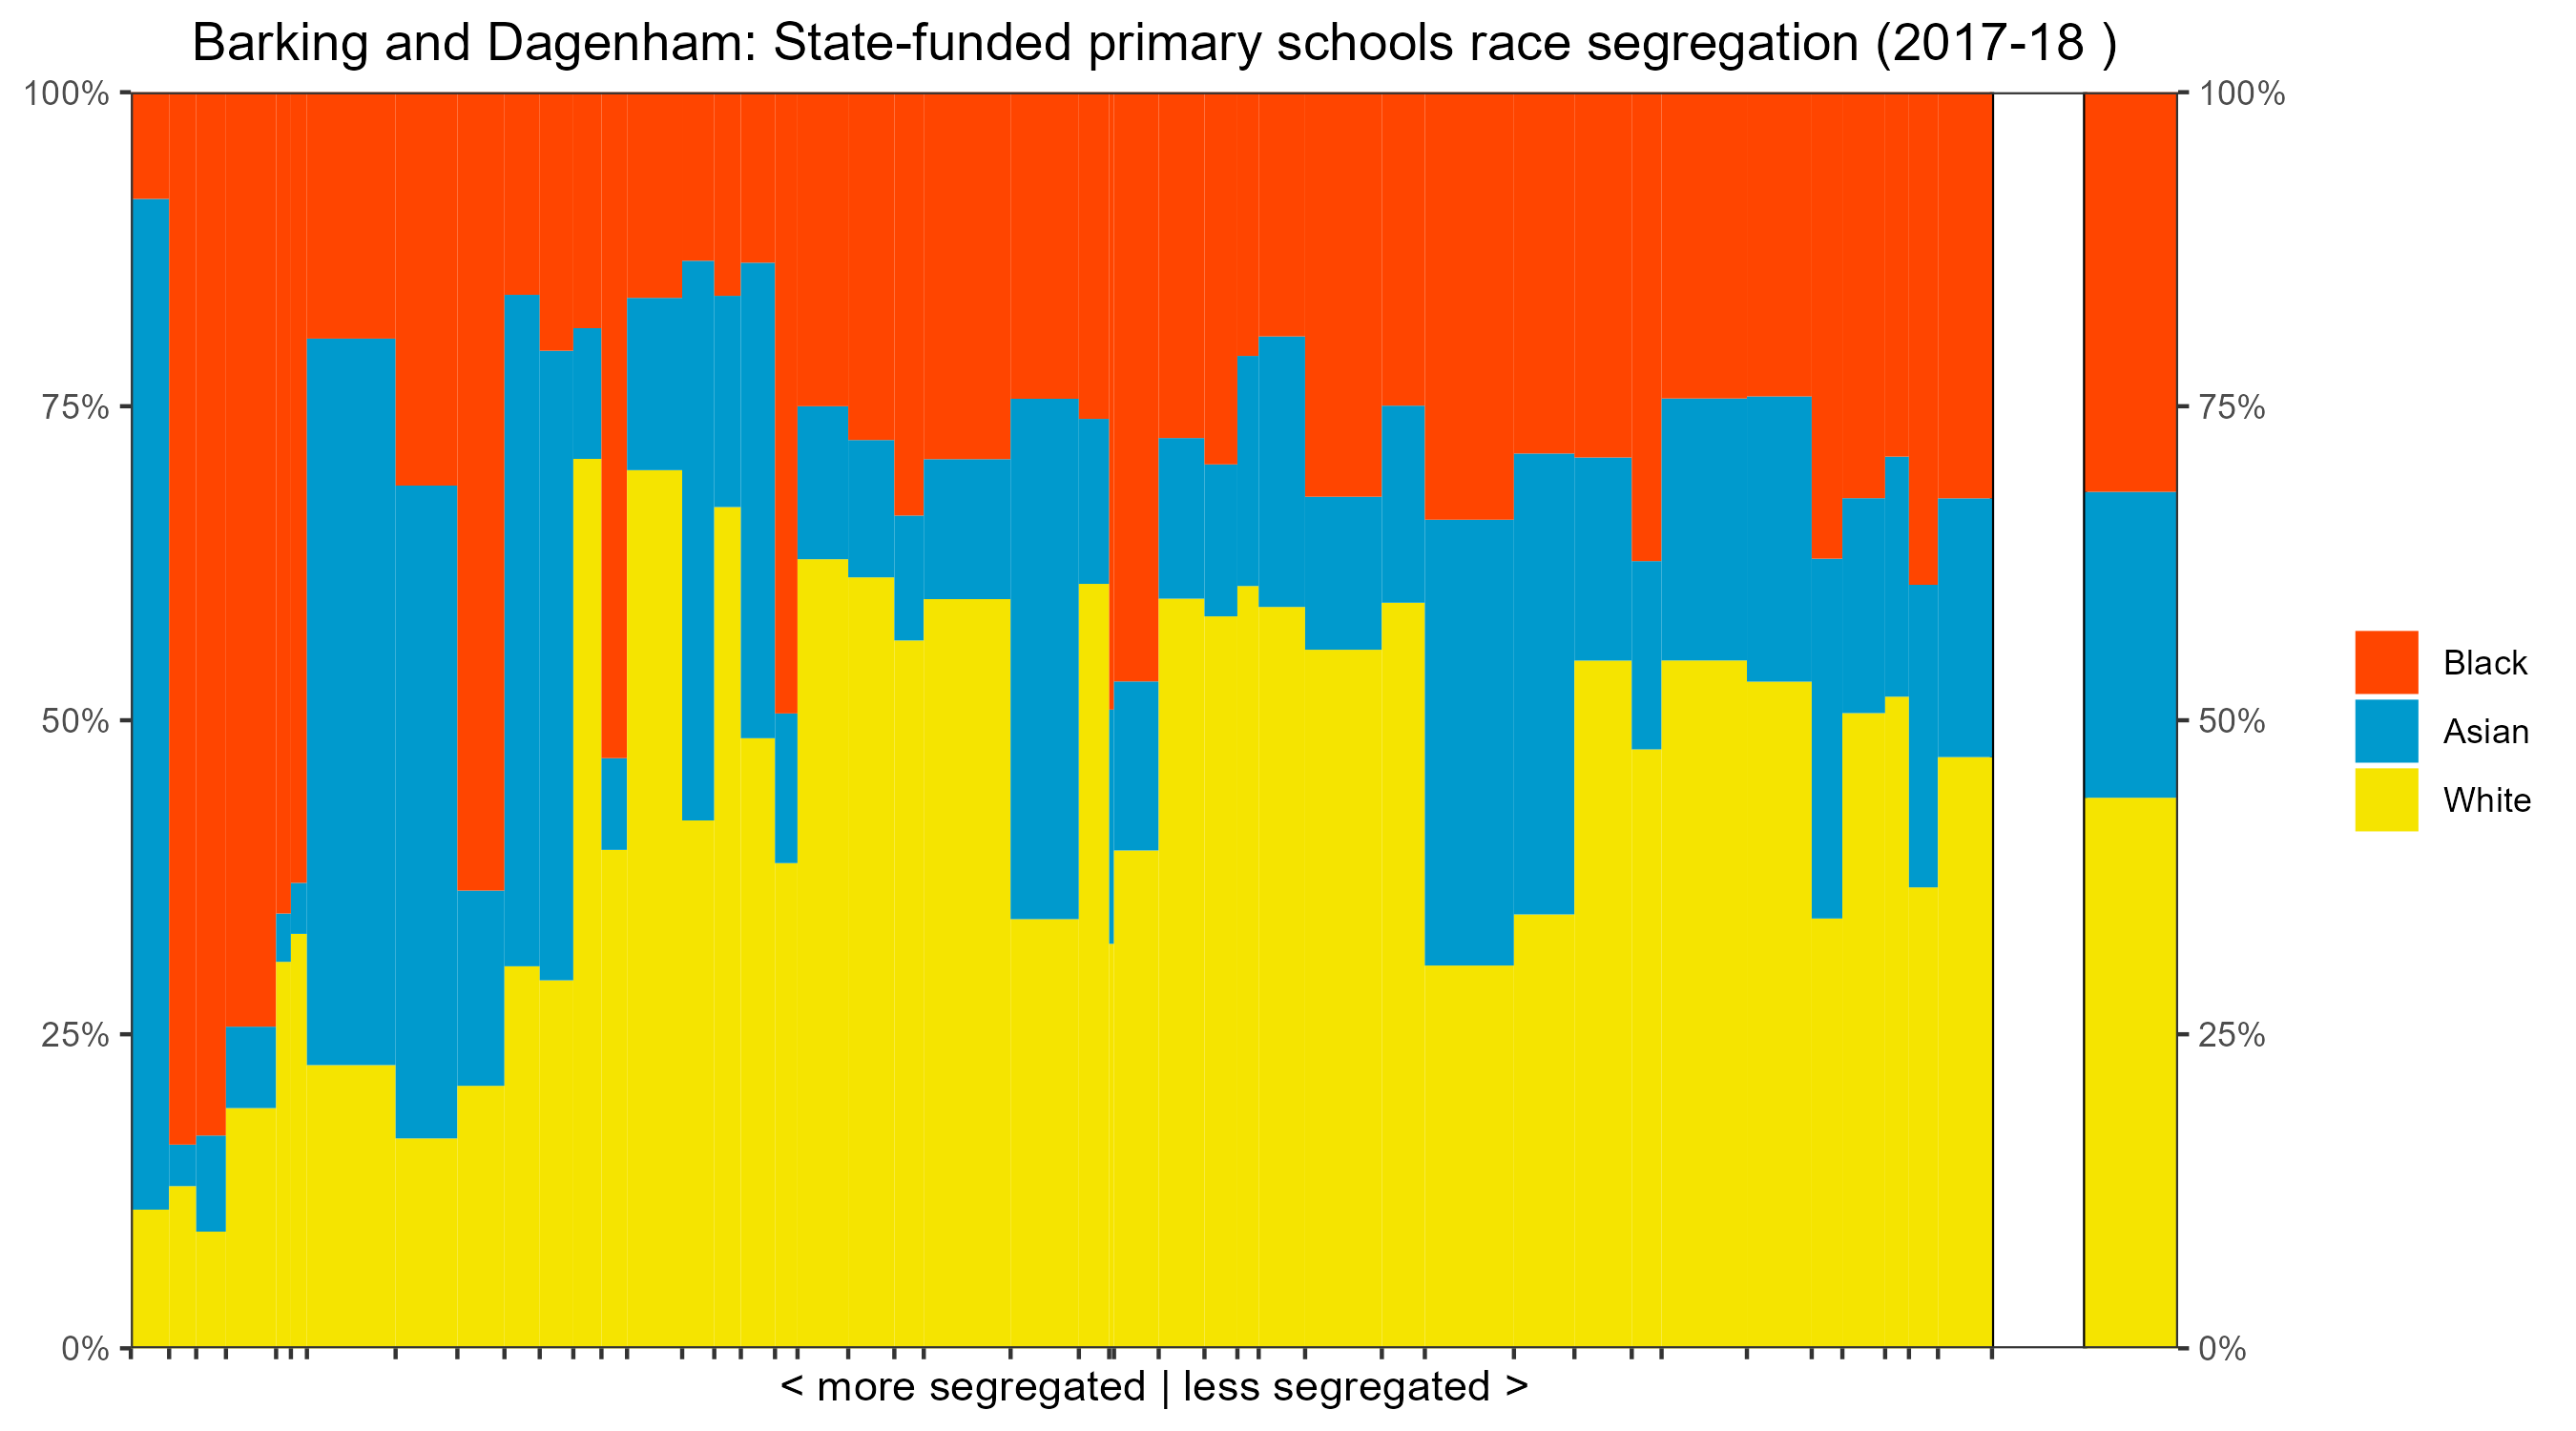 Barking and Dagenham: State-funded primary schools race segregation (2017-18 )
100%
75%
50%
25%
0%
100%
75%
50%
25%
0%
Black
Asian
White
< more segregated | less segregated >